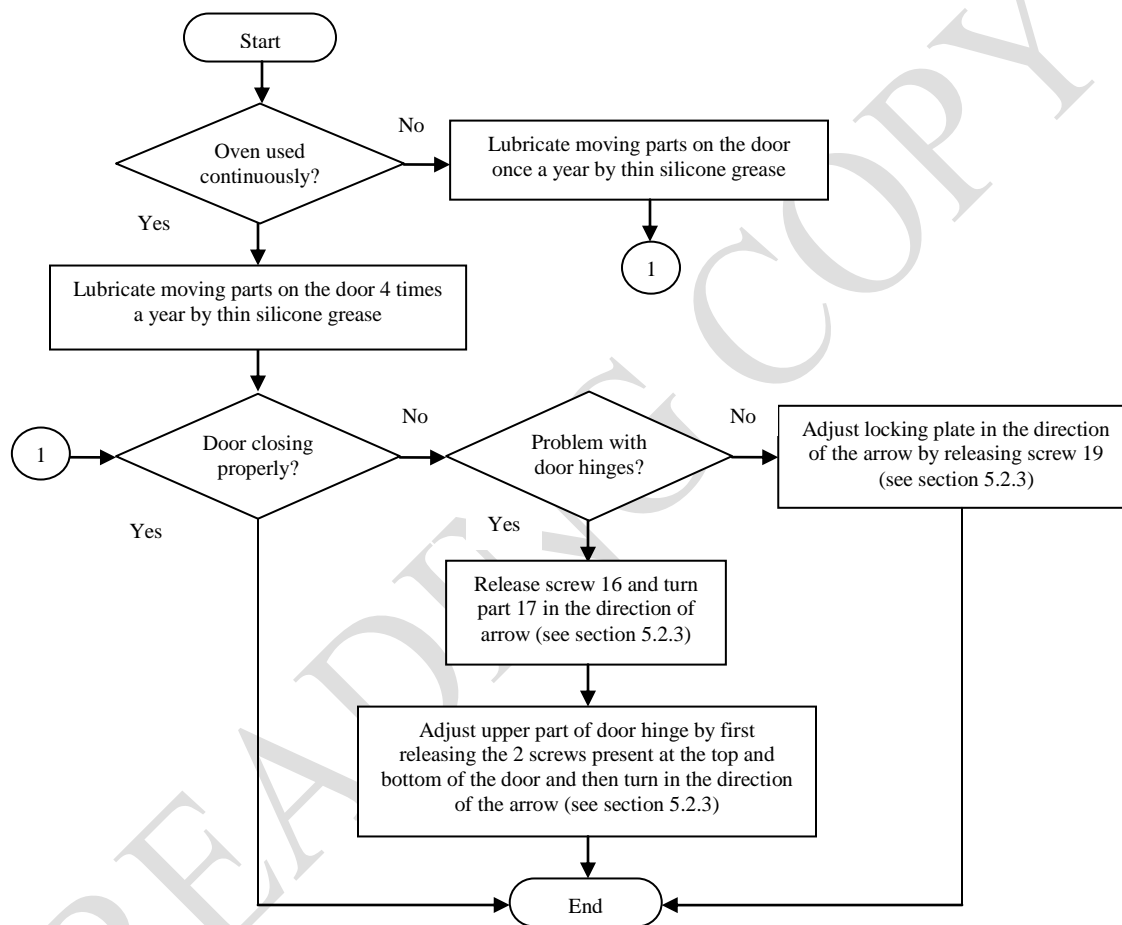 Start
Oven used
continuously?
No
Lubricate moving parts on the door
once a year by thin silicone grease
Yes
1
Lubricate moving parts on the door 4 times
a year by thin silicone grease
1
Door closing
properly?
No
Problem with
door hinges?
No
Adjust locking plate in the direction
of the arrow by releasing screw 19
(see section 5.2.3)
Yes
Yes
Release screw 16 and turn
part 17 in the direction of
arrow (see section 5.2.3)
Adjust upper part of door hinge by first
releasing the 2 screws present at the top and
bottom of the door and then turn in the direction
of the arrow (see section 5.2.3)
End
READING COPY